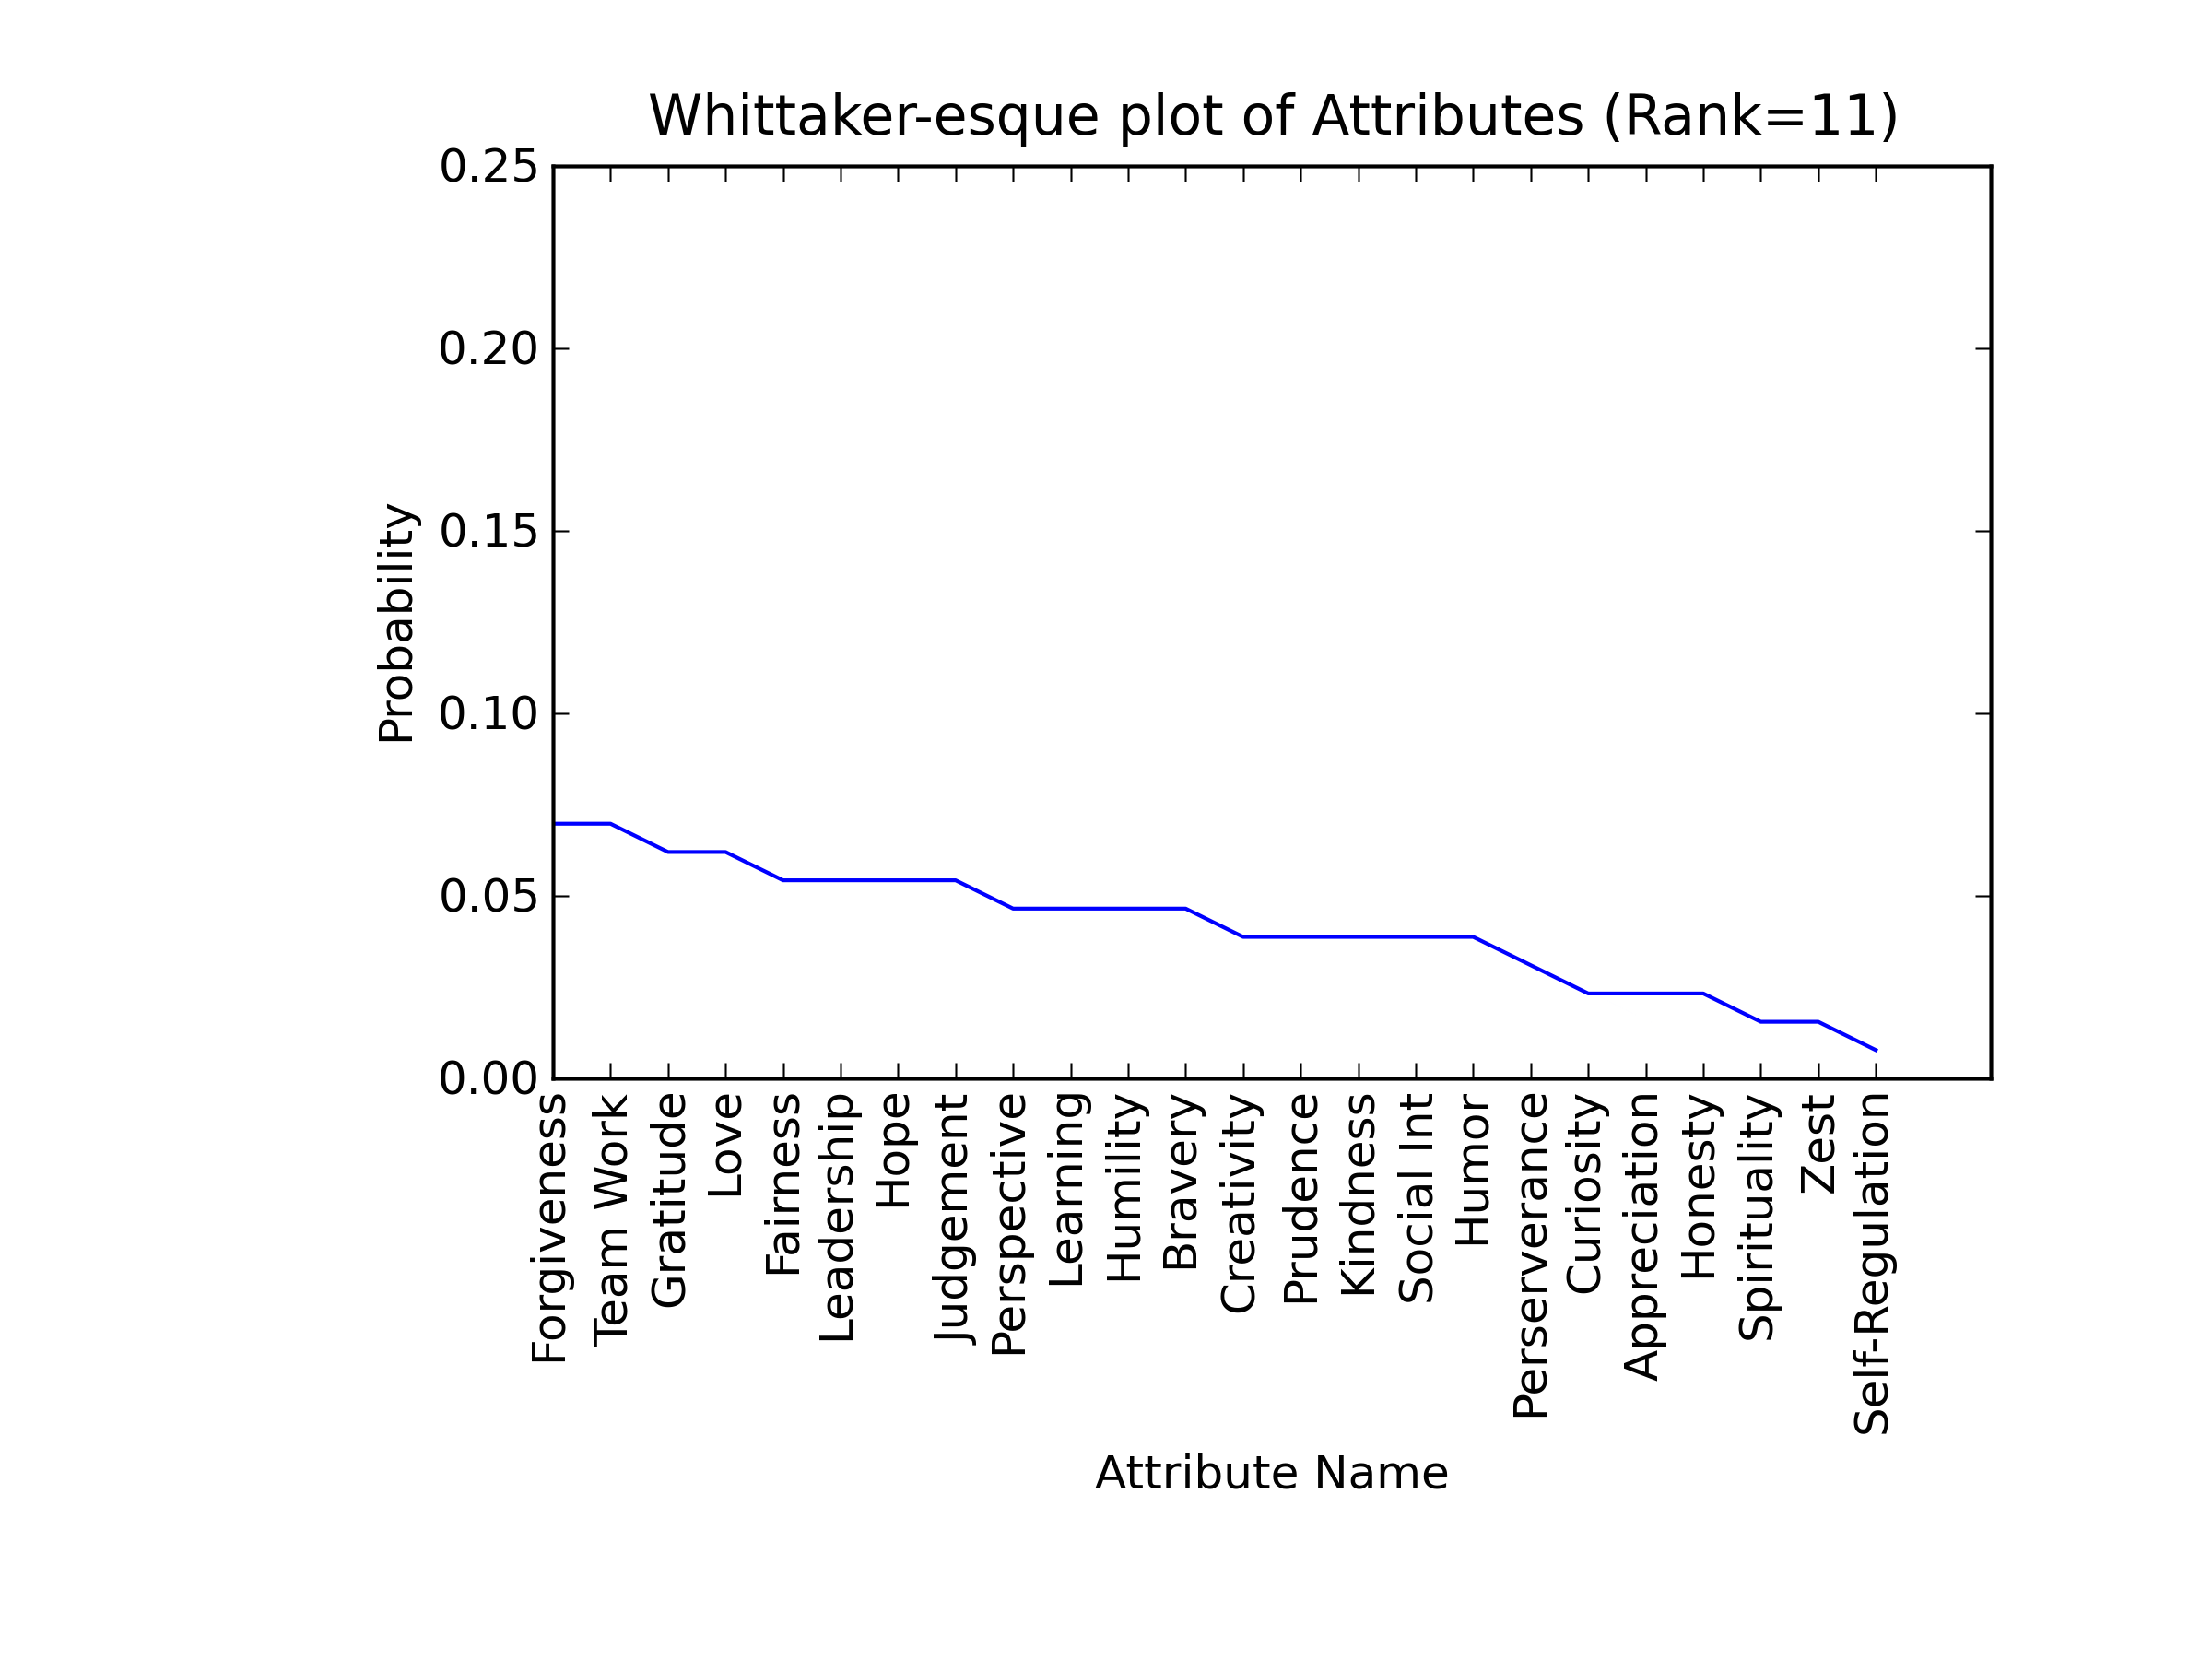 Whittaker-esque plot of Attributes (Rank=11)
0.25
0.20
0.15
0.10
0.05
0.00
Probability
Forgiveness
Team Work
Gratitude
Love
Fairness
Leadership
Hope
Judgement
Perspective
Learning
Humility
Bravery
Creativity
Prudence
Kindness
Social Int
Humor
Perserverance
Curiosity
Appreciation
Honesty
Spirituality
Zest
Self-Regulation
Attribute Name